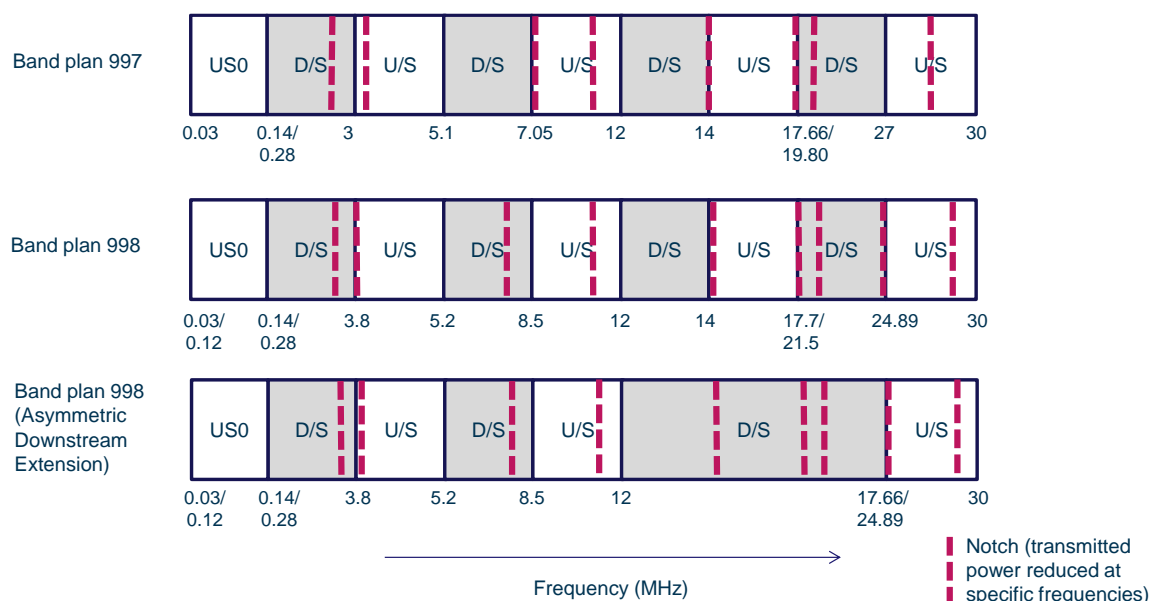 Band plan 997
US0 D/S U/S D/S U/S D/S U/S D/S U/S
0.03 0.14/ 3 5.1 7.05 12 14 17.66/ 27 30
0.28 19.80
Band plan 998
US0 D/S U/S D/S U/S D/S U/S D/S U/S
0.03/ 0.14/ 3.8 5.2 8.5 12 14 17.7/ 24.89 30
0.12 0.28 21.5
Band plan 998
(Asymmetric
Downstream
Extension)
US0 D/S U/S D/S U/S D/S U/S
0.03/ 0.14/ 3.8 5.2 8.5 12 17.66/ 30
0.12 0.28 24.89
Frequency (MHz)
Notch (transmitted
power reduced at
specific frequencies)